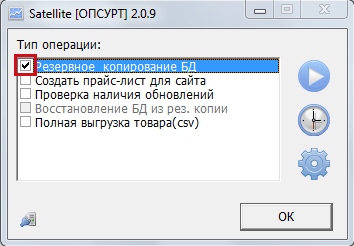 Satellite [ОПСУРТ] 2.0.9
Тип операции:
Резервное копирование БД
Создать прайс-лист для сайта
Проверка наличия обновлений
Восстановление БД из рез. копии
Полная выгрузка товара(csv)
ОК